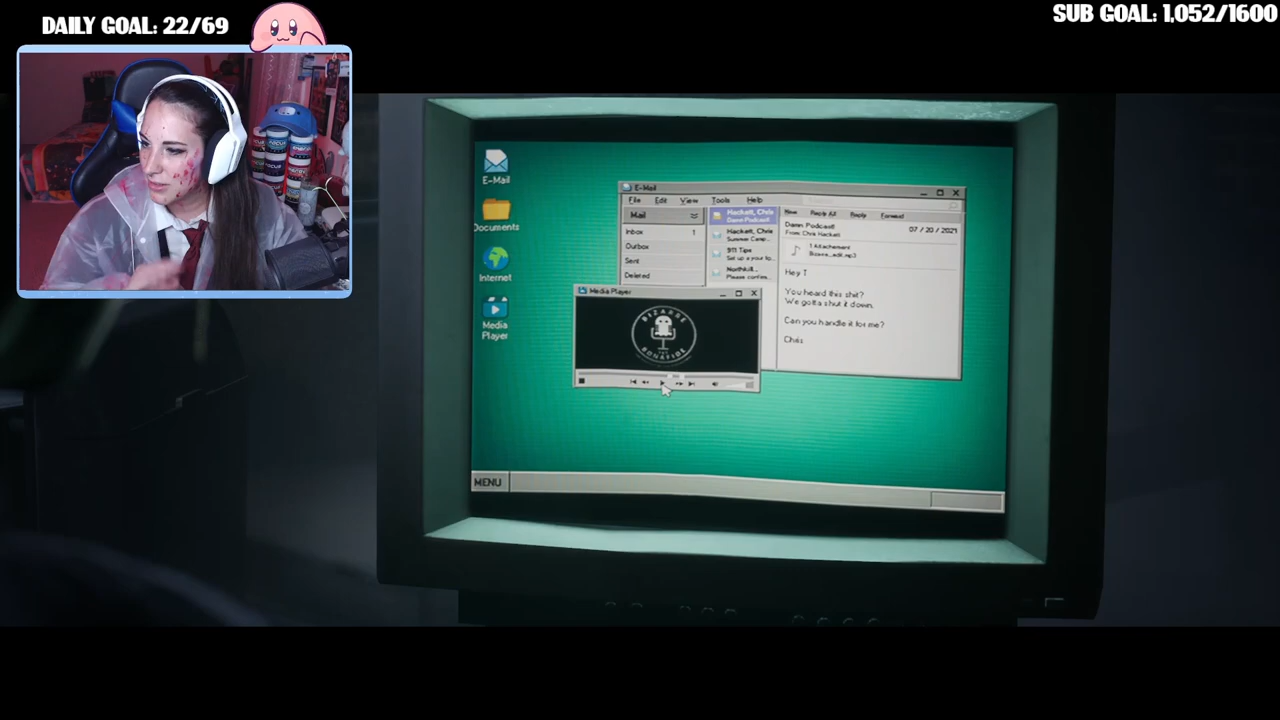 DAILY GOAL: 22/69
SUB GOAL: 1,052/1600
E-Mail
Documents
Internet
Media
Player
E-Mail
File Edit View Tools Help
Mail
Inbox 1
Outbox
Sent
Deleted
Hackett, Chris
Damn Podcast!
Hackett, Chris
Summer Camp...
911 Tips
Northkill...
New Reply All Reply Forward
Damn Podcast!
From: Chris Hackett
07/20/2021
1 Attachement
Hey T
You heard this shit?
We gotta shut it down.
Can you handle it for me?
Chris
Media Player
BIZARRE
BONAFIDE
MENU